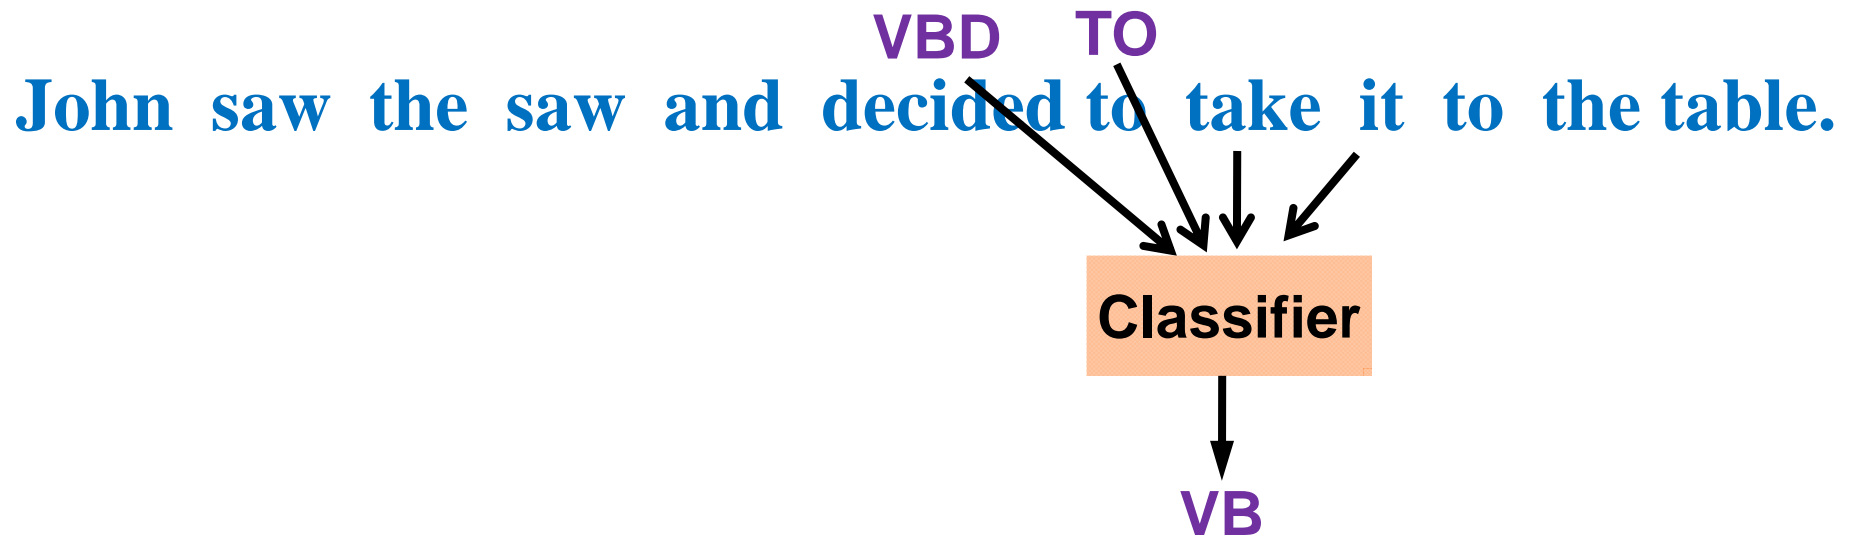 VBD TO
John saw the saw and decided to take it to the table.
Classifier
VB